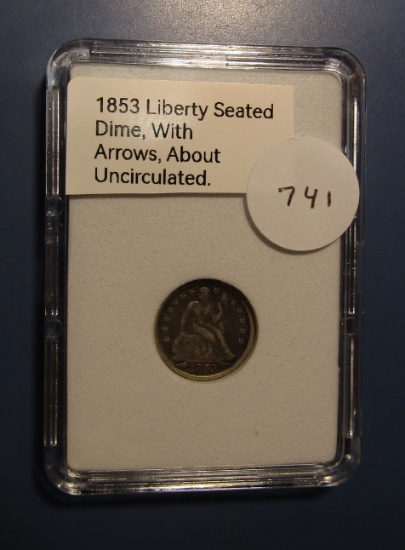 1853 Liberty Seated
Dime, With
Arrows, About
Uncirculated.
741